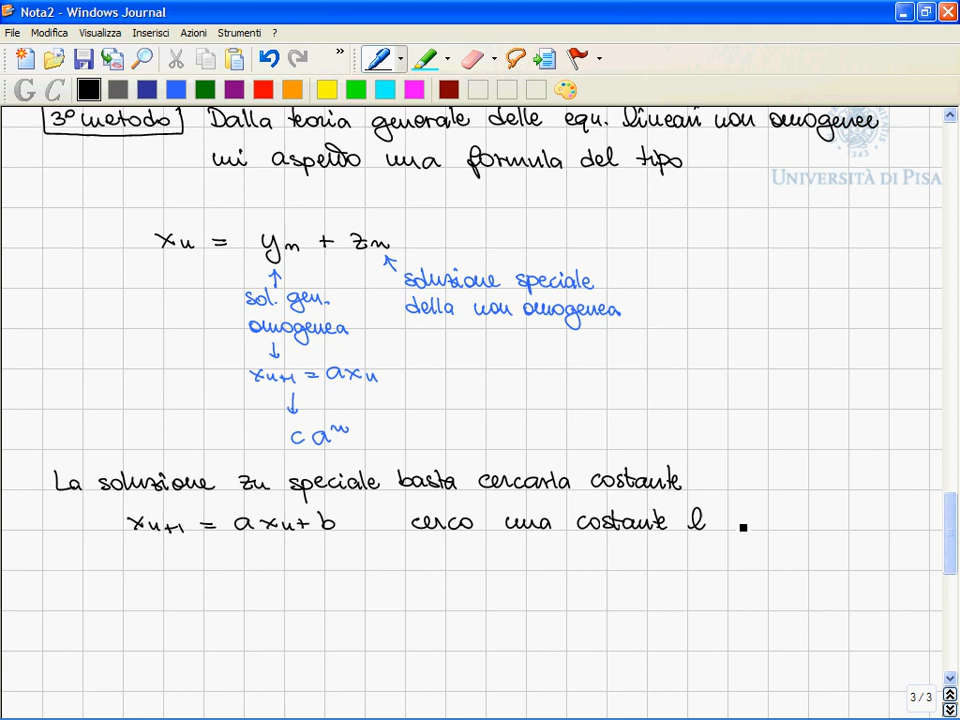 Nota2 - Windows Journal
File Modifica Visualizza Inserisci Azioni Strumenti ?
3º metodo Dalla teoria generale delle equ. lineari non omogenee
mi aspetto una formula del tipo
UNIVERSITÀ DI PISA
xn = yn + zn
soluzione speciale
della non omogenea
sol. gen.
omogenea
xn+1 = axn
c aⁿ
La soluzione zn speciale basta cercarla costante
xn+1 = axn + b cerco una costante l
3 / 3